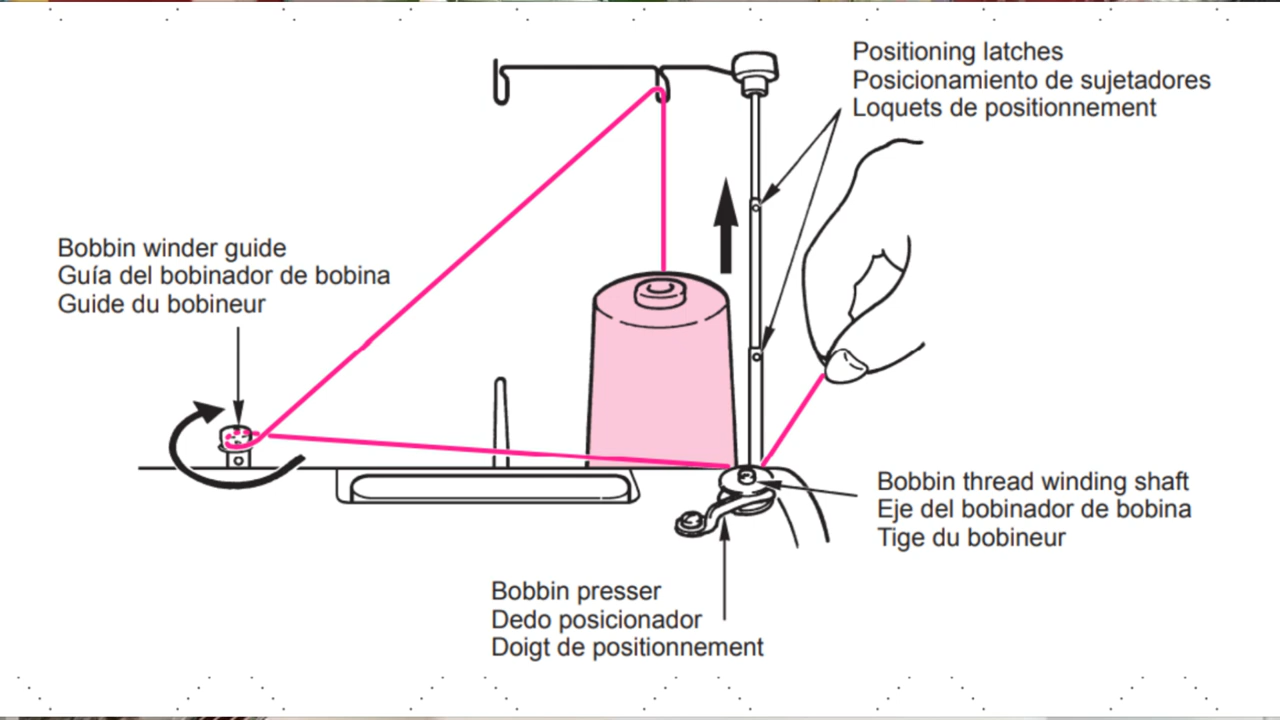 Positioning latches
Posicionamiento de sujetadores
Loquets de positionnement
Bobbin winder guide
Guía del bobinador de bobina
Guide du bobineur
Bobbin thread winding shaft
Eje del bobinador de bobina
Tige du bobineur
Bobbin presser
Dedo posicionador
Doigt de positionnement